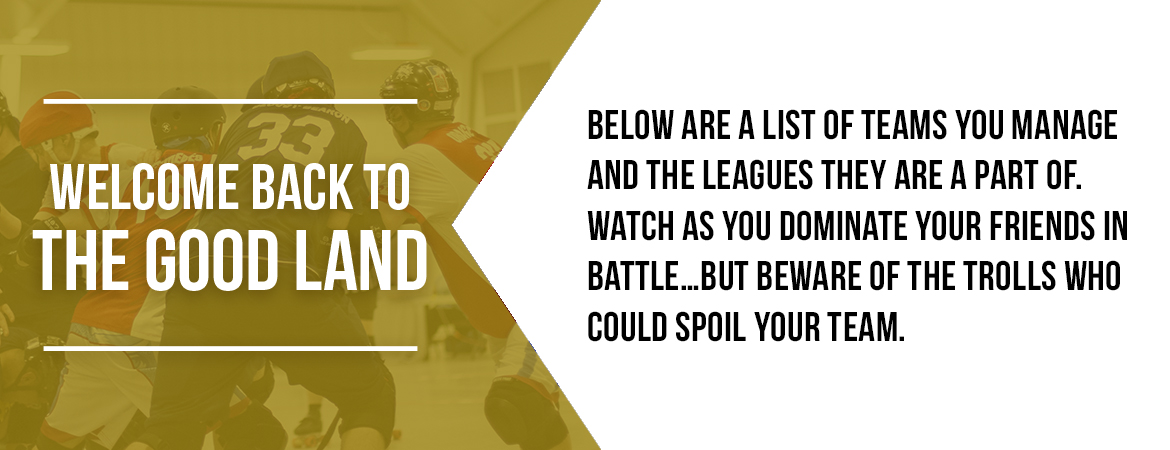 WELCOME BACK TO
THE GOOD LAND
33
BELOW ARE A LIST OF TEAMS YOU MANAGE
AND THE LEAGUES THEY ARE A PART OF.
WATCH AS YOU DOMINATE YOUR FRIENDS IN
BATTLE...BUT BEWARE OF THE TROLLS WHO
COULD SPOIL YOUR TEAM.